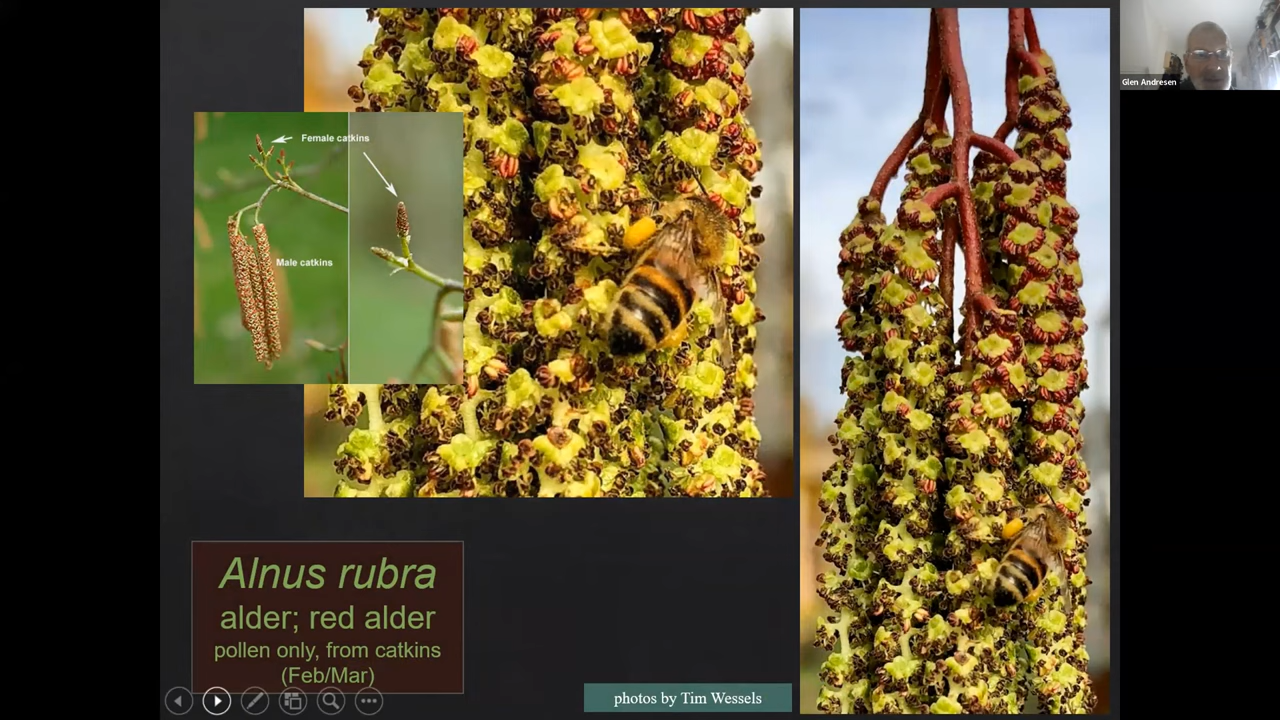 Female catkins
Male catkins
Alnus rubra
alder; red alder
pollen only, from catkins
(Feb/Mar)
photos by Tim Wessels
Glen Andresen